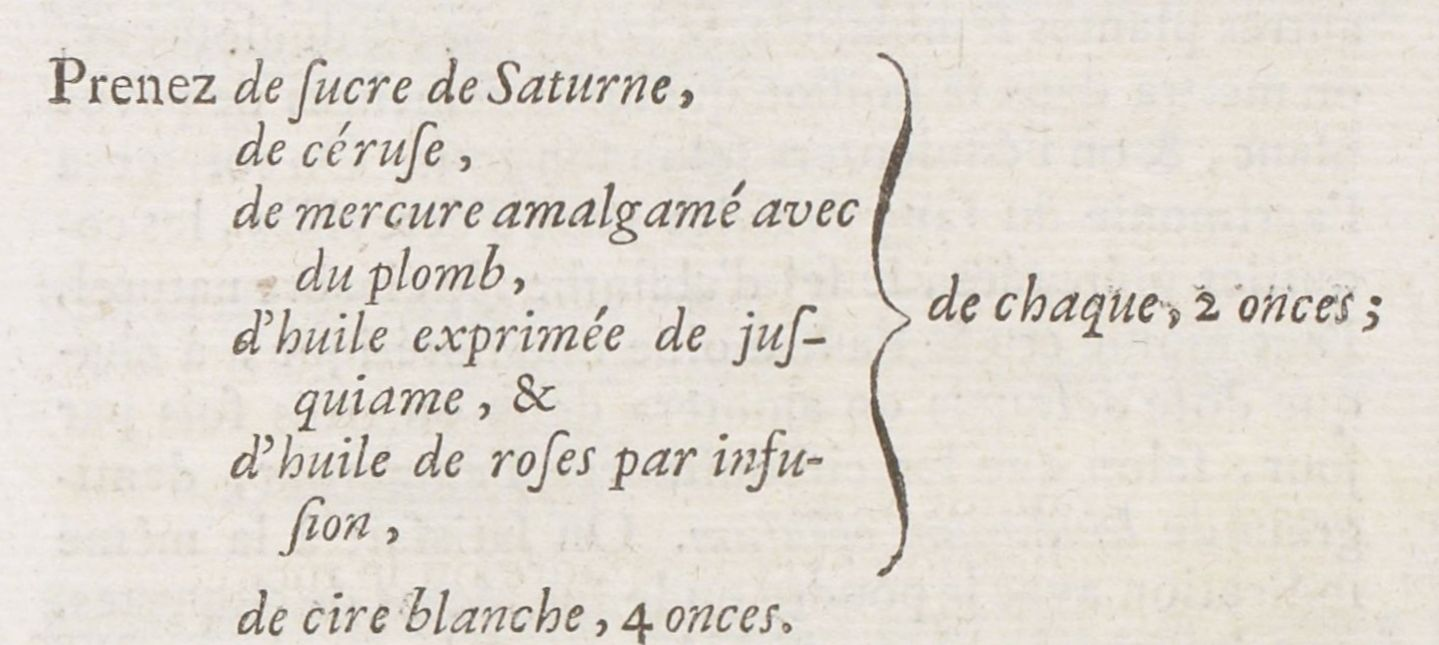 Prenez de ſucre de Saturne,
de céruſe,
de mercure amalgamé avec
du plomb,
d'huile exprimée de juſ-
quiame, &
d'huile de roſes par infu-
ſion,
de chaque, 2 onces;
de cire blanche, 4 onces.